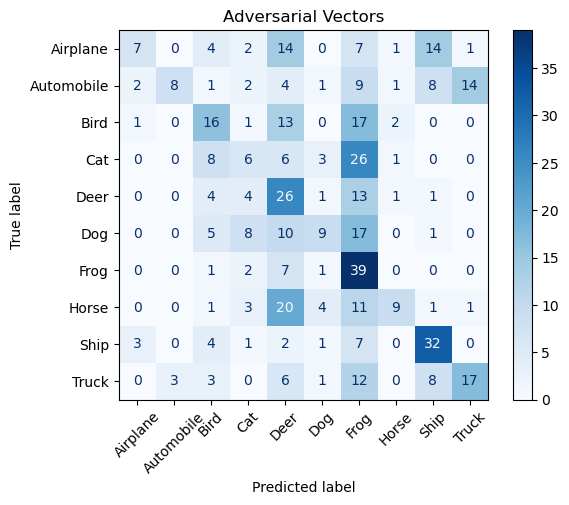 Adversarial Vectors
True label
Airplane 7 0 4 2 14 0 7 1 14 1
Automobile 2 8 1 2 4 1 9 1 8 14
Bird 1 0 16 1 13 0 17 2 0 0
Cat 0 0 8 6 6 3 26 1 0 0
Deer 0 0 4 4 26 1 13 1 1 0
Dog 0 0 5 8 10 9 17 0 1 0
Frog 0 0 1 2 7 1 39 0 0 0
Horse 0 0 1 3 20 4 11 9 1 1
Ship 3 0 4 1 2 1 7 0 32 0
Truck 0 3 3 0 6 1 12 0 8 17
Airplane Automobile Bird Cat Deer Dog Frog Horse Ship Truck
Predicted label
35
30
25
20
15
10
5
0